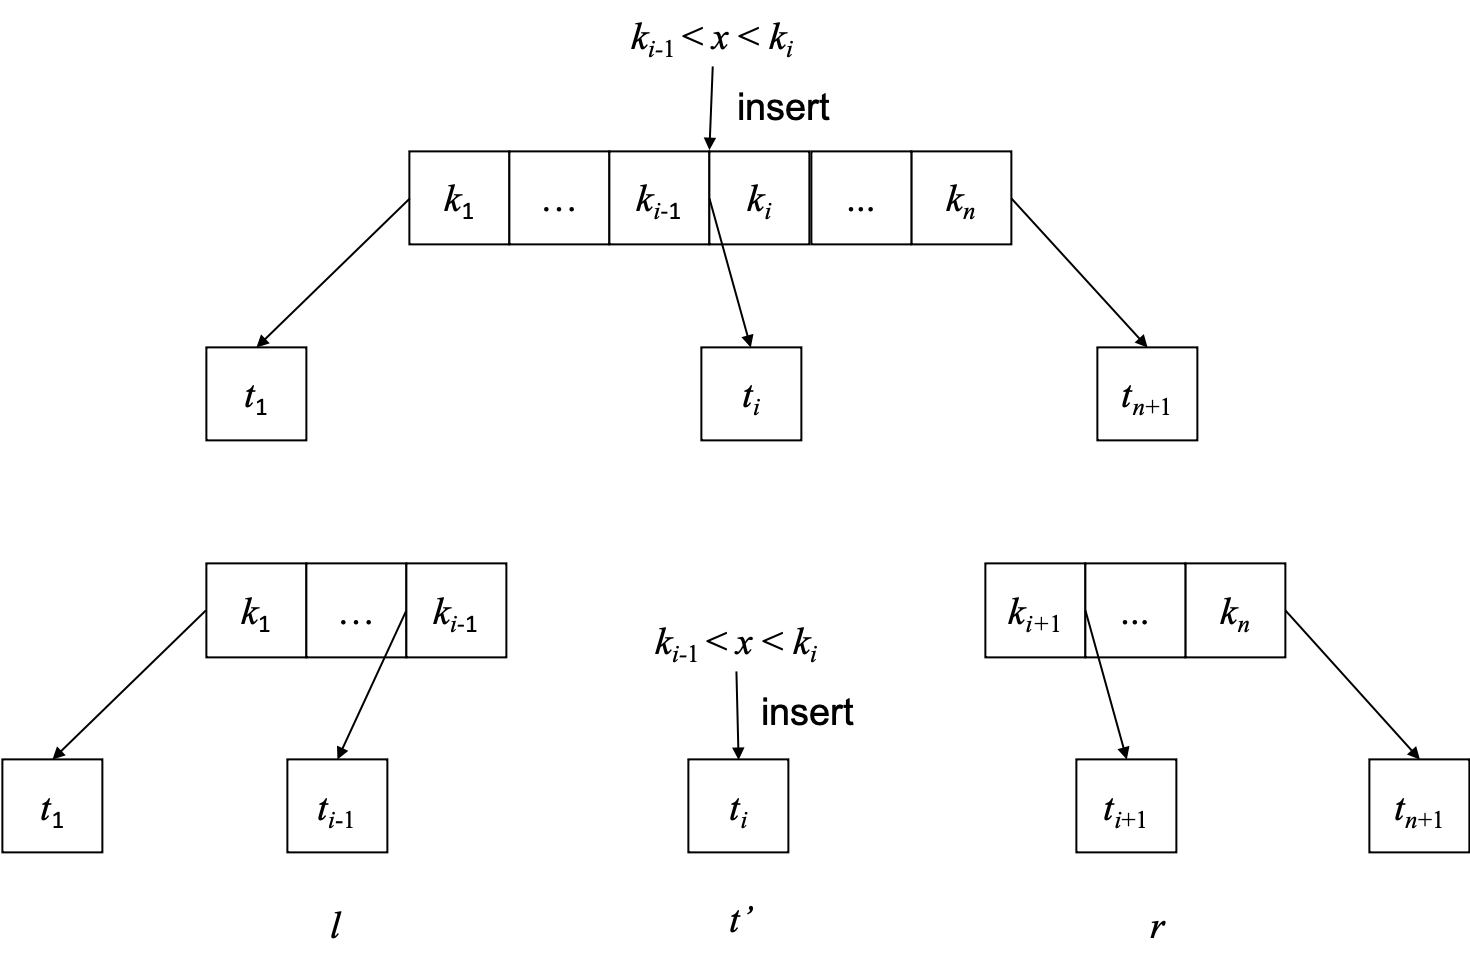 k_{i-1} < x < k_i
insert
k_1 … k_{i-1} k_i ... k_n
t_1 t_i t_{n+1}
k_1 … k_{i-1} k_{i+1} ... k_n
k_{i-1} < x < k_i
insert
t_1 t_{i-1} t_i t_{i+1} t_{n+1}
l t’ r